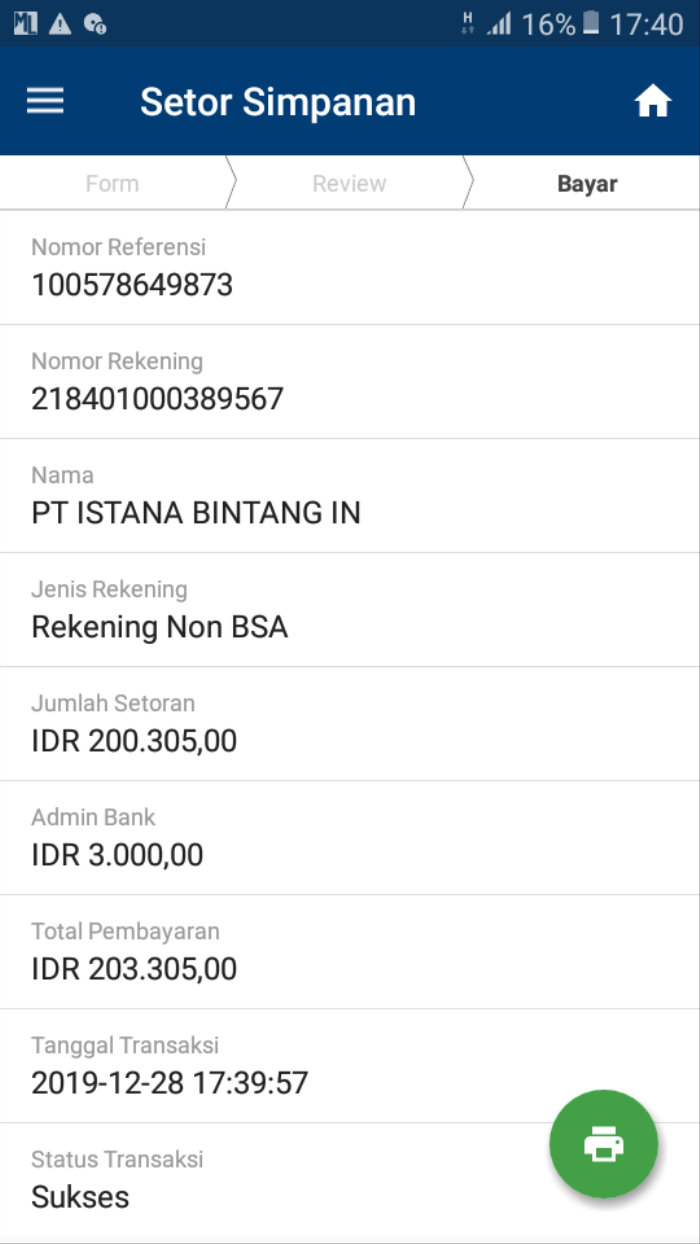 H 16% 17:40
Setor Simpanan
Form Review Bayar
Nomor Referensi
100578649873
Nomor Rekening
218401000389567
Nama
PT ISTANA BINTANG IN
Jenis Rekening
Rekening Non BSA
Jumlah Setoran
IDR 200.305,00
Admin Bank
IDR 3.000,00
Total Pembayaran
IDR 203.305,00
Tanggal Transaksi
2019-12-28 17:39:57
Status Transaksi
Sukses